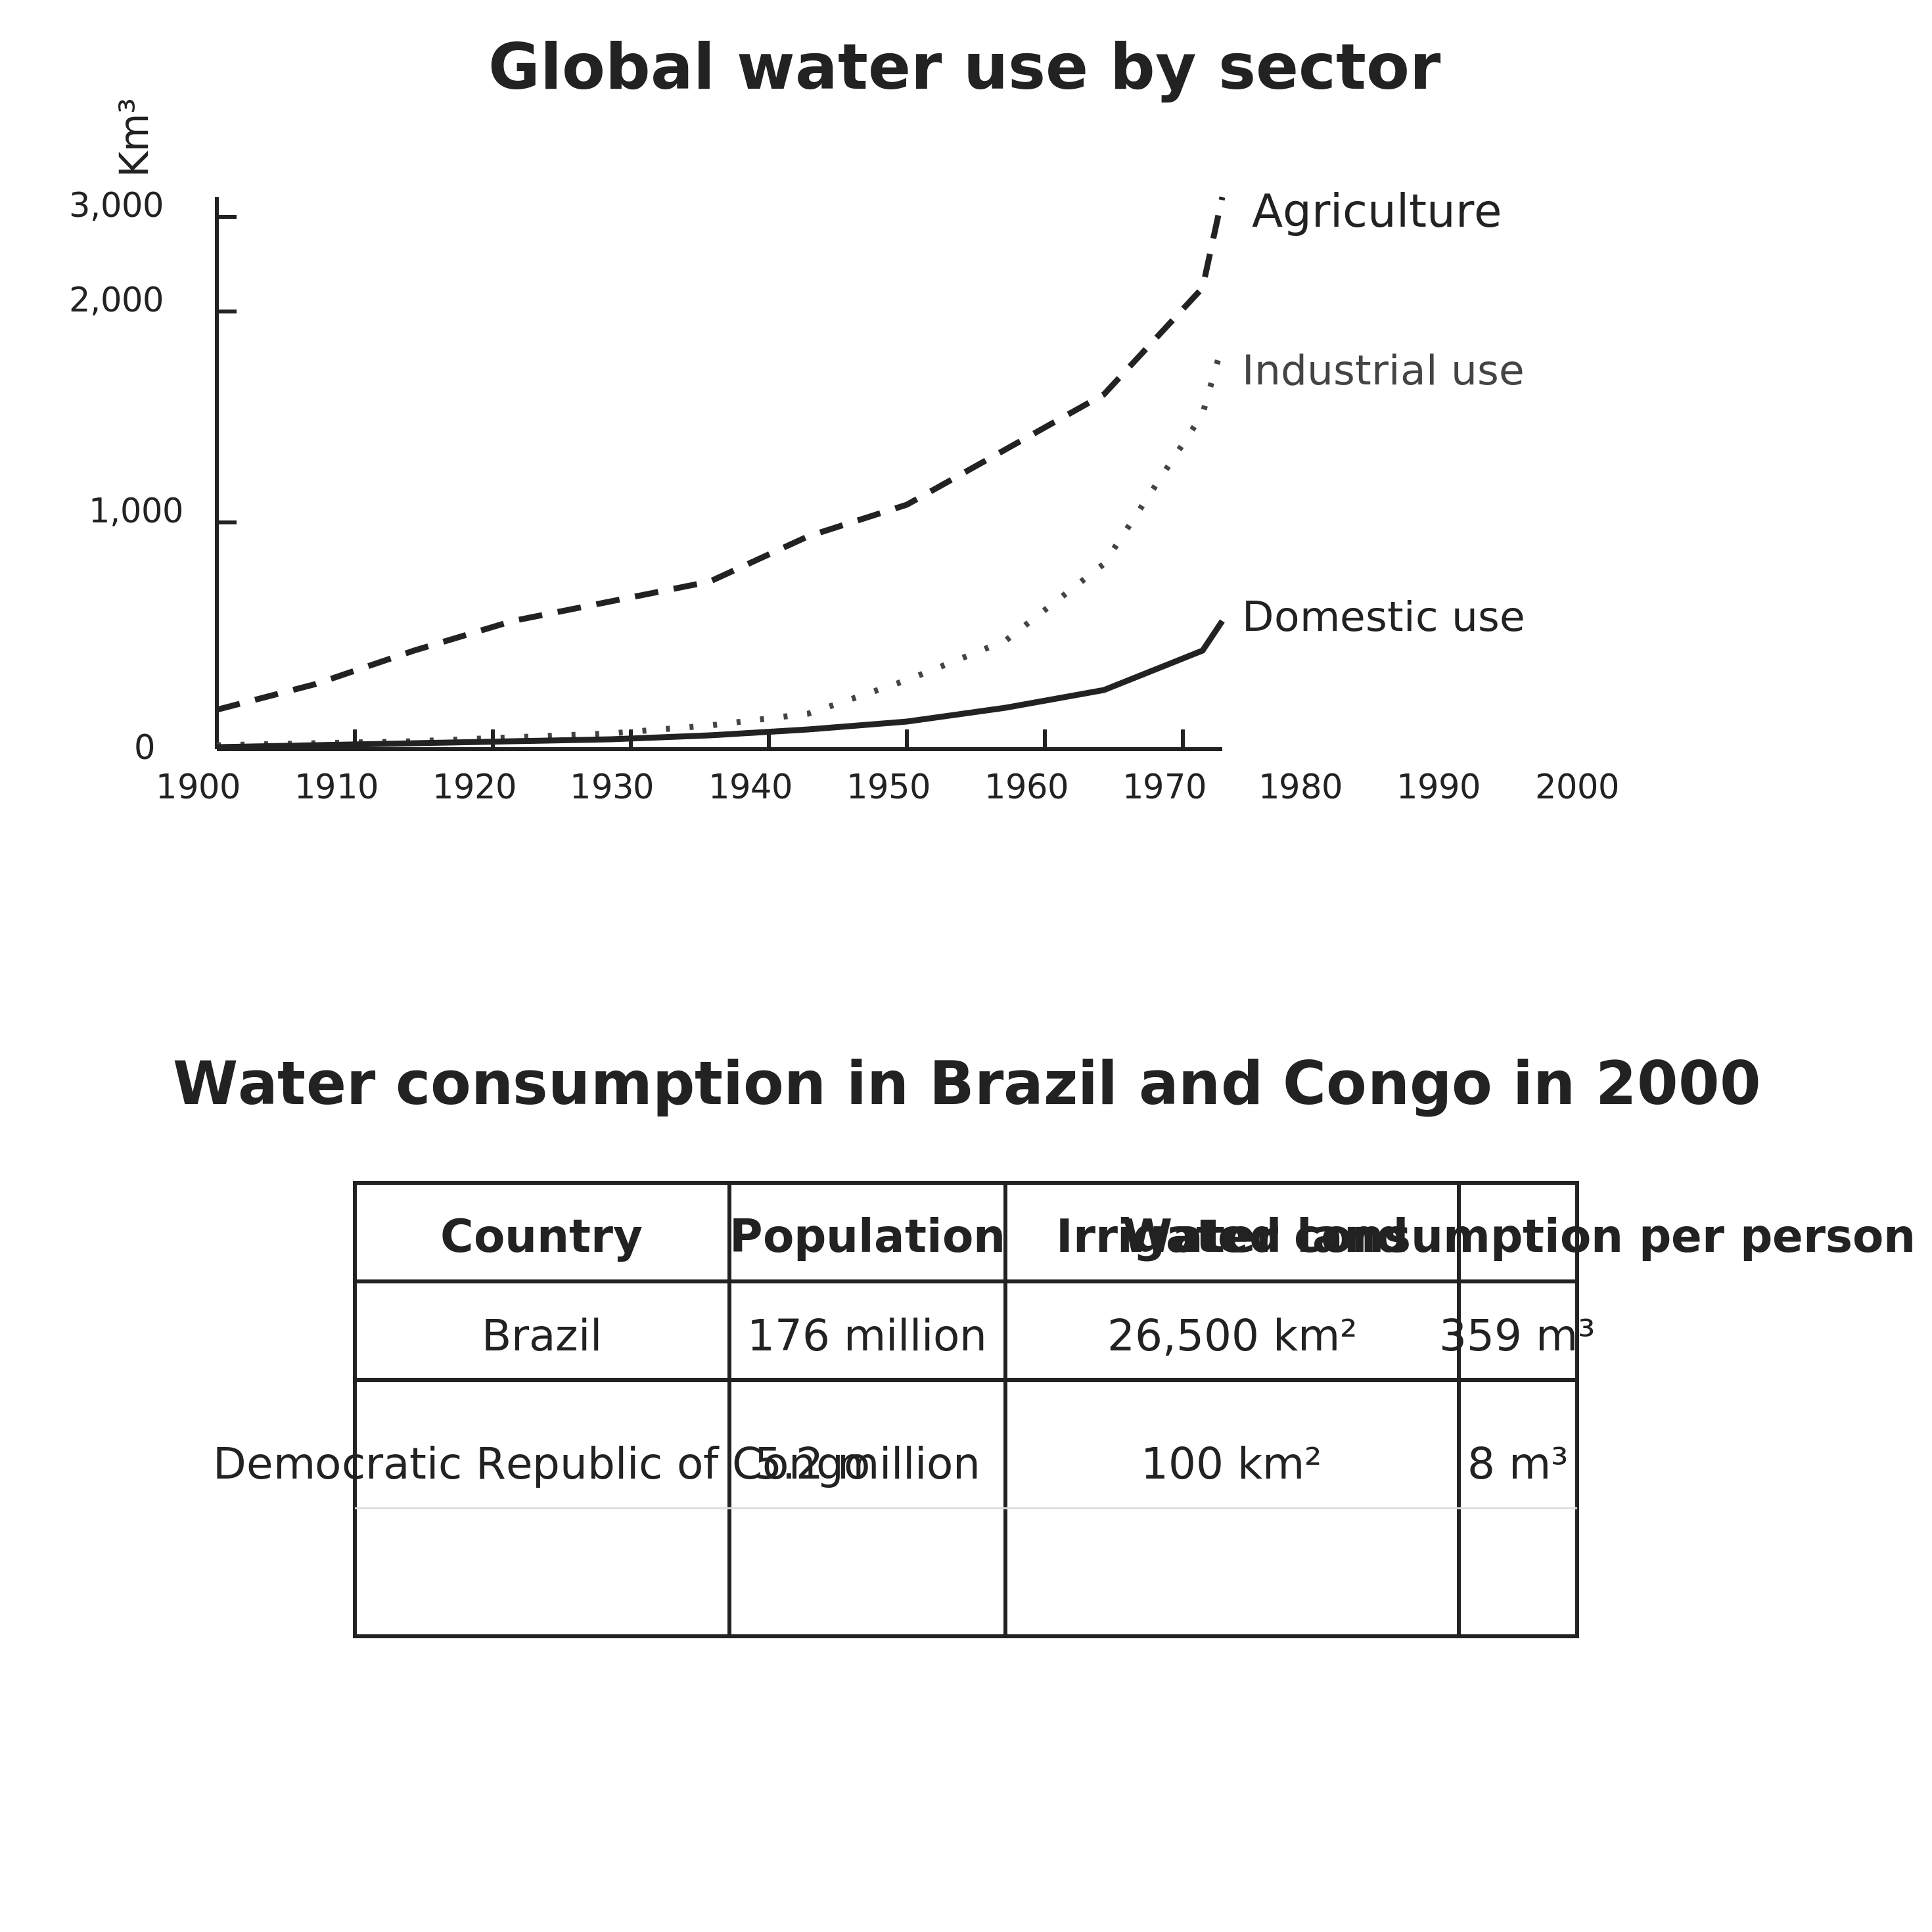 Global water use by sector
Km³
3,000
Agriculture
2,000
Industrial use
1,000
Domestic use
0
1900 1910 1920 1930 1940 1950 1960 1970 1980 1990 2000
Water consumption in Brazil and Congo in 2000
Country Population Irrigated land Water consumption per person
Brazil 176 million 26,500 km² 359 m³
Democratic Republic of Congo 5.2 million 100 km² 8 m³